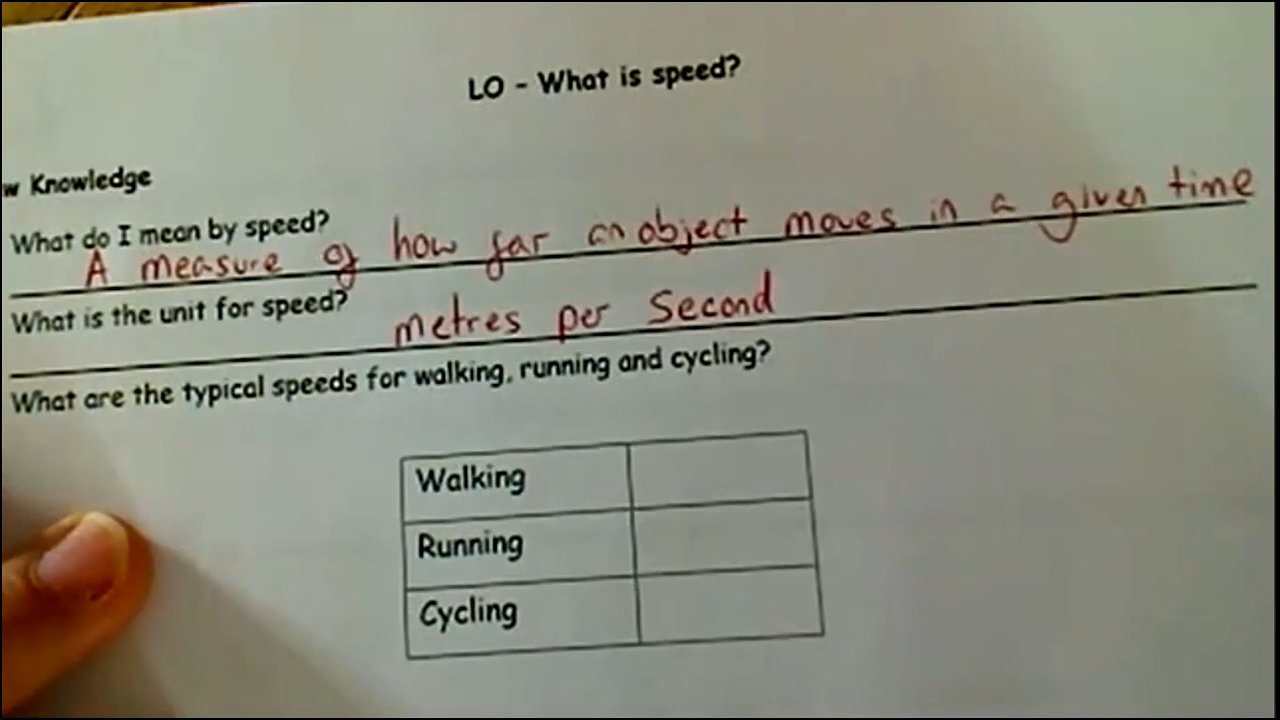 LO - What is speed?
w Knowledge
What do I mean by speed?
A measure of how far an object moves in a given time
What is the unit for speed?
metres per Second
What are the typical speeds for walking, running and cycling?
Walking
Running
Cycling